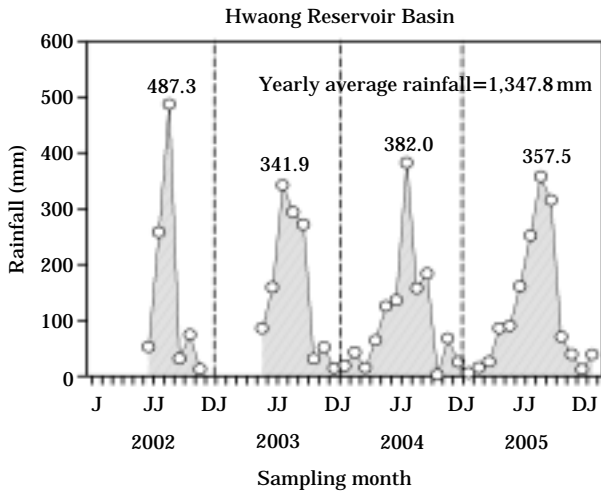 Hwaong Reservoir Basin
600
500
400
300
200
100
0
Rainfall (mm)
487.3
Yearly average rainfall=1,347.8 mm
341.9
382.0
357.5
J JJ DJ JJ DJ JJ DJ JJ DJ
2002 2003 2004 2005
Sampling month